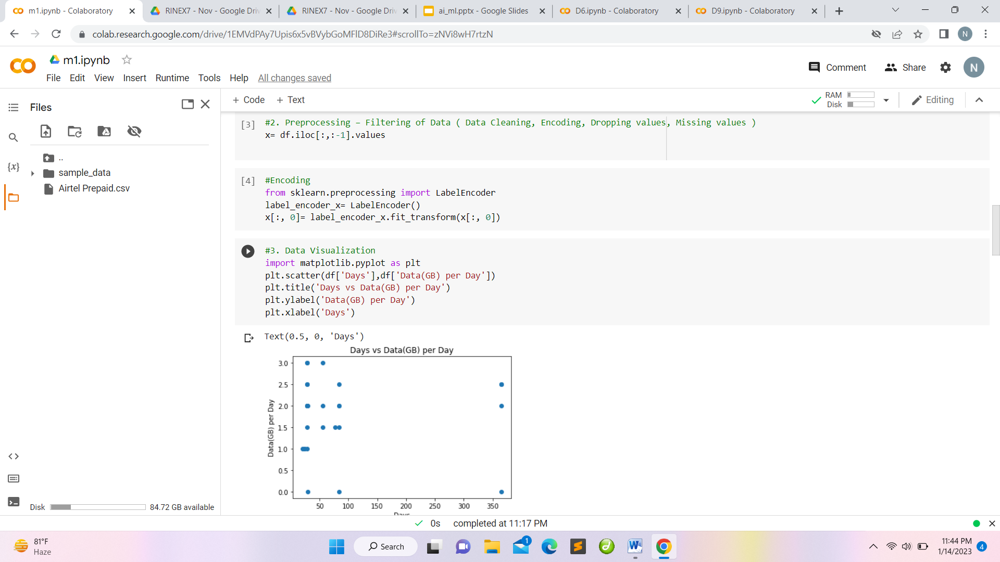 m1.ipynb - Colaboratory
RINEX7 - Nov - Google Driv
RINEX7 - Nov - Google Driv
ai_ml.pptx - Google Slides
D6.ipynb - Colaboratory
D9.ipynb - Colaboratory
colab.research.google.com/drive/1EMVdPAy7Upis6x5vBVybGoMFlD8DiRe3#scrollTo=zNVi8wH7rtzN
N
m1.ipynb
Comment
Share
N
File Edit View Insert Runtime Tools Help All changes saved
Files
+ Code + Text
RAM
Disk
Editing
{x}
..
sample_data
Airtel Prepaid.csv
[3]
#2. Preprocessing – Filtering of Data ( Data Cleaning, Encoding, Dropping values, Missing values )
x= df.iloc[:,:-1].values
[4]
#Encoding
from sklearn.preprocessing import LabelEncoder
label_encoder_x= LabelEncoder()
x[:, 0]= label_encoder_x.fit_transform(x[:, 0])
#3. Data Visualization
import matplotlib.pyplot as plt
plt.scatter(df['Days'],df['Data(GB) per Day'])
plt.title('Days vs Data(GB) per Day')
plt.ylabel('Data(GB) per Day')
plt.xlabel('Days')
Text(0.5, 0, 'Days')
Days vs Data(GB) per Day
3.0
2.5
2.0
1.5
1.0
0.5
0.0
Data(GB) per Day
50 100 150 200 250 300 350
Days
Disk
84.72 GB available
0s completed at 11:17 PM
81°F
Haze
Search
1
11:44 PM
1/14/2023
4